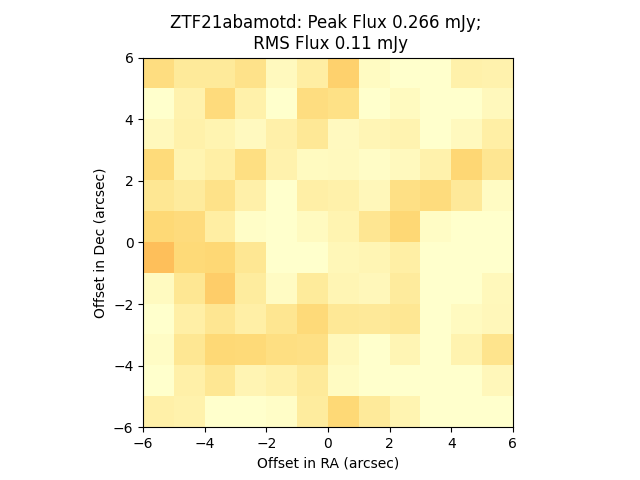 ZTF21abamotd: Peak Flux 0.266 mJy;
RMS Flux 0.11 mJy
6
4
2
0
−2
−4
−6
Offset in Dec (arcsec)
−6 −4 −2 0 2 4 6
Offset in RA (arcsec)